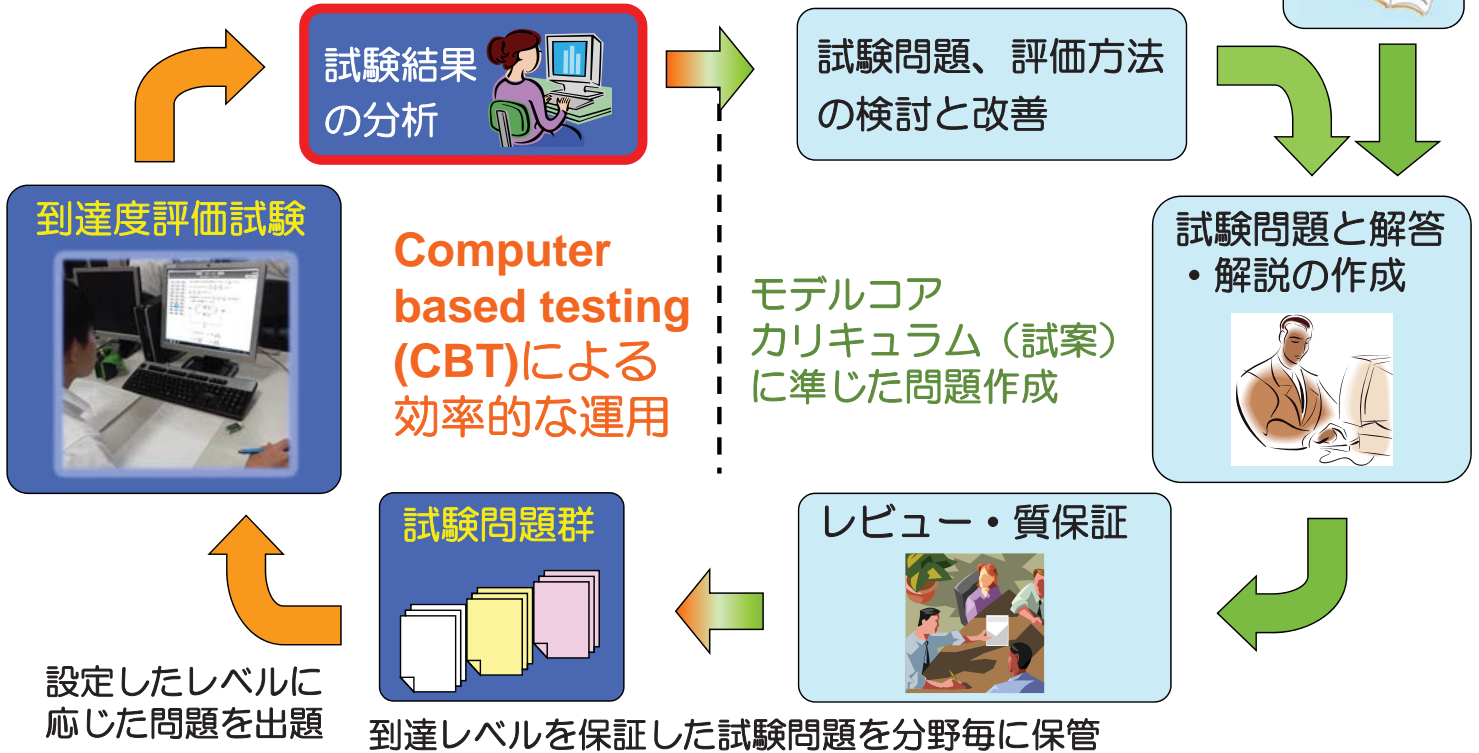 試験結果
の分析
試験問題、評価方法
の検討と改善
到達度評価試験
Computer
based testing
(CBT)による
効率的な運用
モデルコア
カリキュラム（試案）
に準じた問題作成
試験問題と解答
・解説の作成
試験問題群
レビュー・質保証
設定したレベルに
応じた問題を出題
到達レベルを保証した試験問題を分野毎に保管